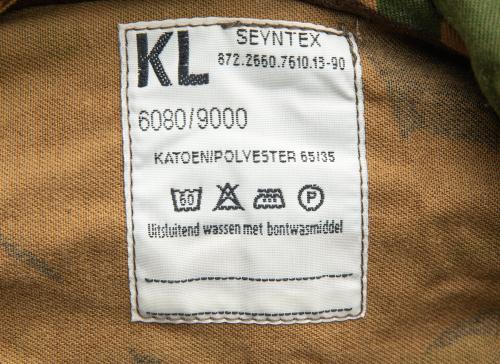 KL SEYNTEX
872.2660.7610.13-90
6080/9000
KATOEN/POLYESTER 65/35
60 P
Uitsluitend wassen met bontwasmiddel